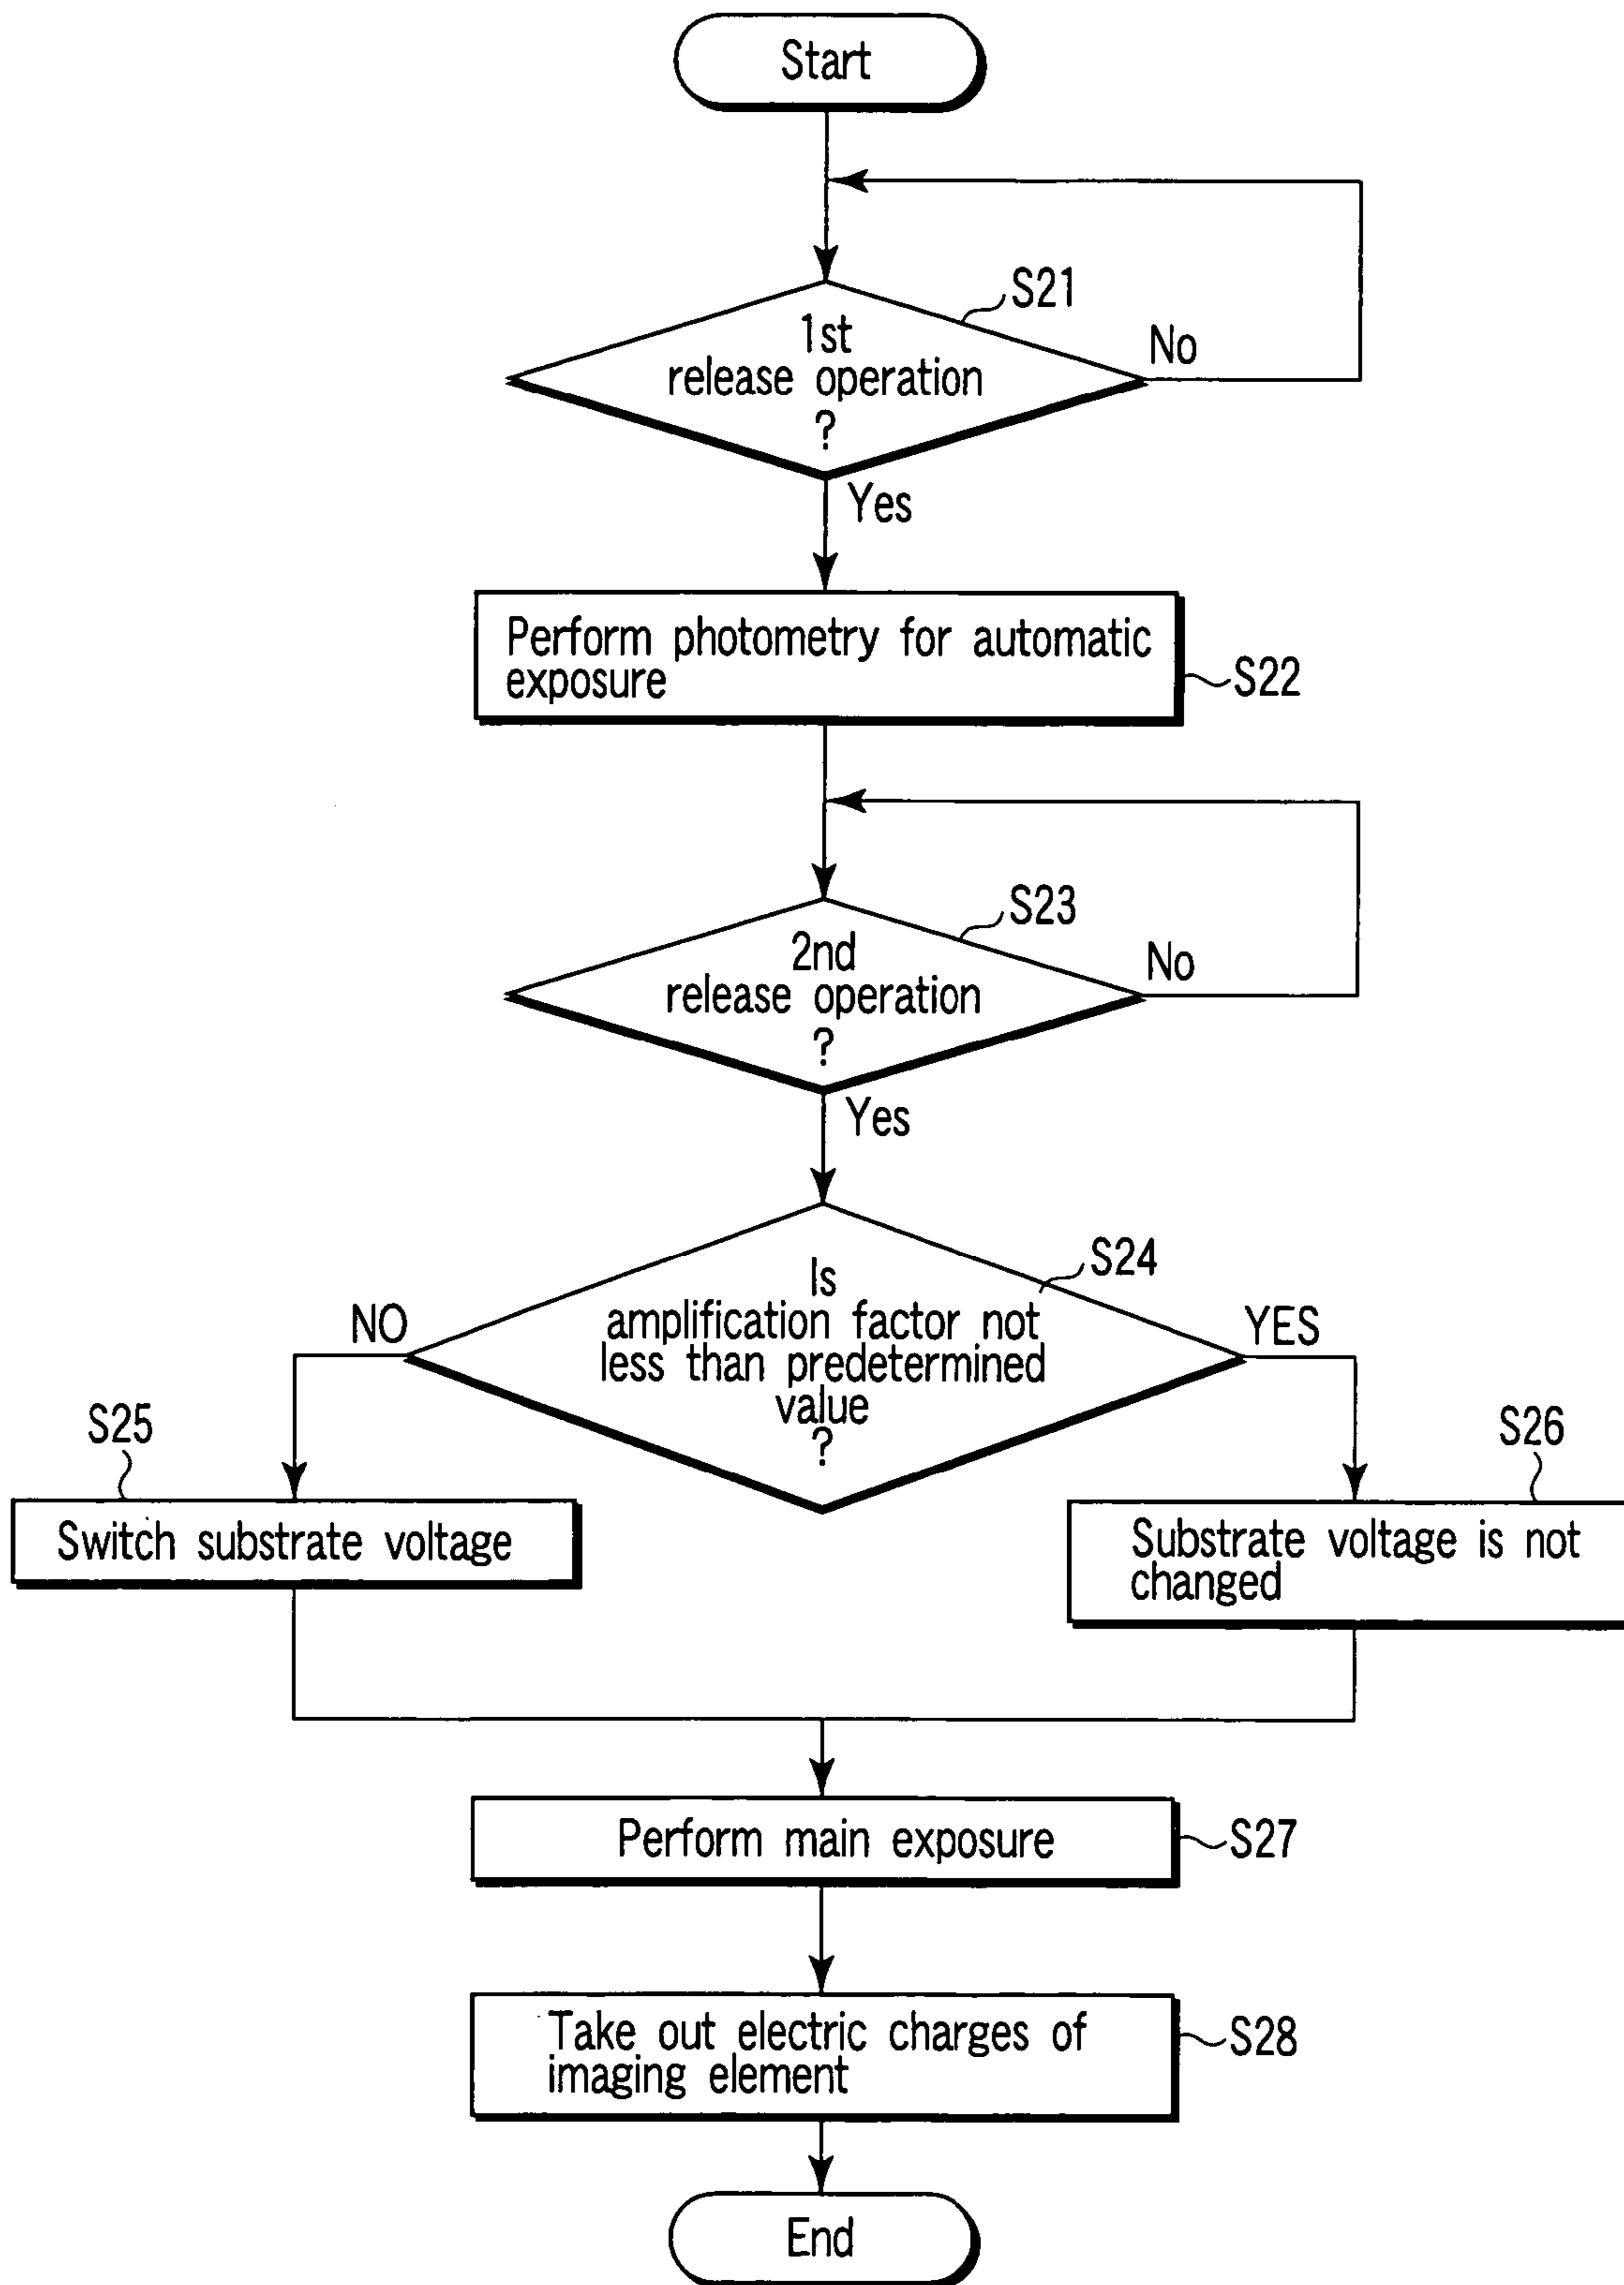 Start
S21
1st
release operation
?
No
Yes
Perform photometry for automatic
exposure
S22
S23
2nd
release operation
?
No
Yes
S24
Is
amplification factor not
less than predetermined
value
?
NO
YES
S25
Switch substrate voltage
S26
Substrate voltage is not
changed
Perform main exposure
S27
Take out electric charges of
imaging element
S28
End